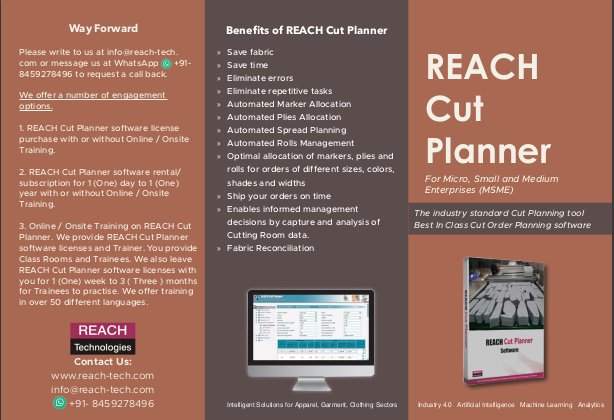 Way Forward
Please write to us at info@reach-tech.
com or message us at WhatsApp +91-
8459278496 to request a call back.
We offer a number of engagement
options.
1. REACH Cut Planner software license
purchase with or without Online / Onsite
Training.
2. REACH Cut Planner software rental/
subscription for 1 (One) day to 1 (One)
year with or without Online / Onsite
Training.
3. Online / Onsite Training on REACH Cut
Planner. We provide REACH Cut Planner
software licenses and Trainer. You provide
Class Rooms and Trainees. We also leave
REACH Cut Planner software licenses with
you for 1 (One) week to 3 ( Three ) months
for Trainees to practise. We offer training
in over 50 different languages.
REACH
Technologies
Contact Us:
www.reach-tech.com
info@reach-tech.com
+91- 8459278496
Benefits of REACH Cut Planner
» Save fabric
» Save time
» Eliminate errors
» Eliminate repetitive tasks
» Automated Marker Allocation
» Automated Plies Allocation
» Automated Spread Planning
» Automated Rolls Management
» Optimal allocation of markers, plies and
rolls for orders of different sizes, colors,
shades and widths
» Ship your orders on time
» Enables informed management
decisions by capture and analysis of
Cutting Room data.
» Fabric Reconciliation
Intelligent Solutions for Apparel, Garment, Clothing Sectors
REACH
Cut
Planner
For Micro, Small and Medium
Enterprises (MSME)
The industry standard Cut Planning tool
Best In Class Cut Order Planning software
REACH Cut Planner
Software
Industry 4.0 Artificial Intelligence Machine Learning Analytics